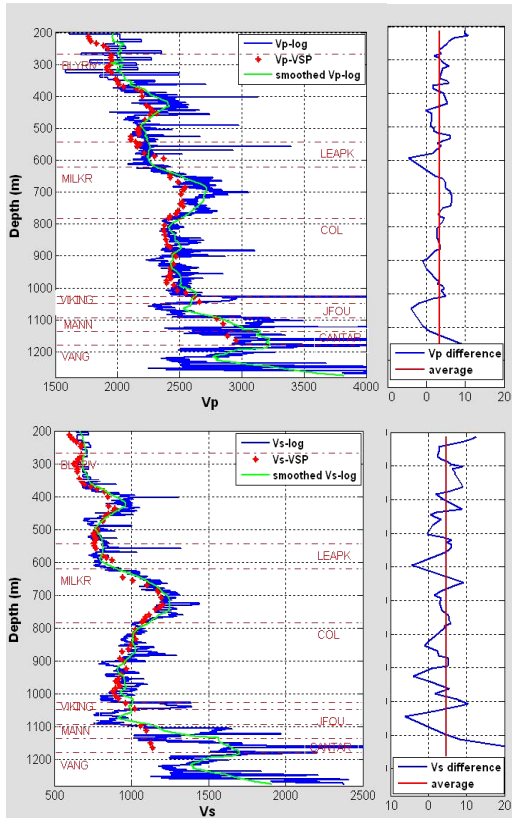 200
300
400
500
600
700
800
900
1000
1100
1200
Depth (m)
Vp-log
Vp-VSP
smoothed Vp-log
BLYRIV
LEAPK
MILKR
COL
VIKING
JFOU
MANN
CANTAR
VANG
1500 2000 2500 3000 3500 4000
Vp
Vp difference
average
10 0 10 20
200
300
400
500
600
700
800
900
1000
1100
1200
Depth (m)
Vs-log
Vs-VSP
smoothed Vs-log
BLYRIV
LEAPK
MILKR
COL
VIKING
JFOU
MANN
CANTAR
VANG
500 1000 1500 2000 2500
Vs
Vs difference
average
10 0 10 20